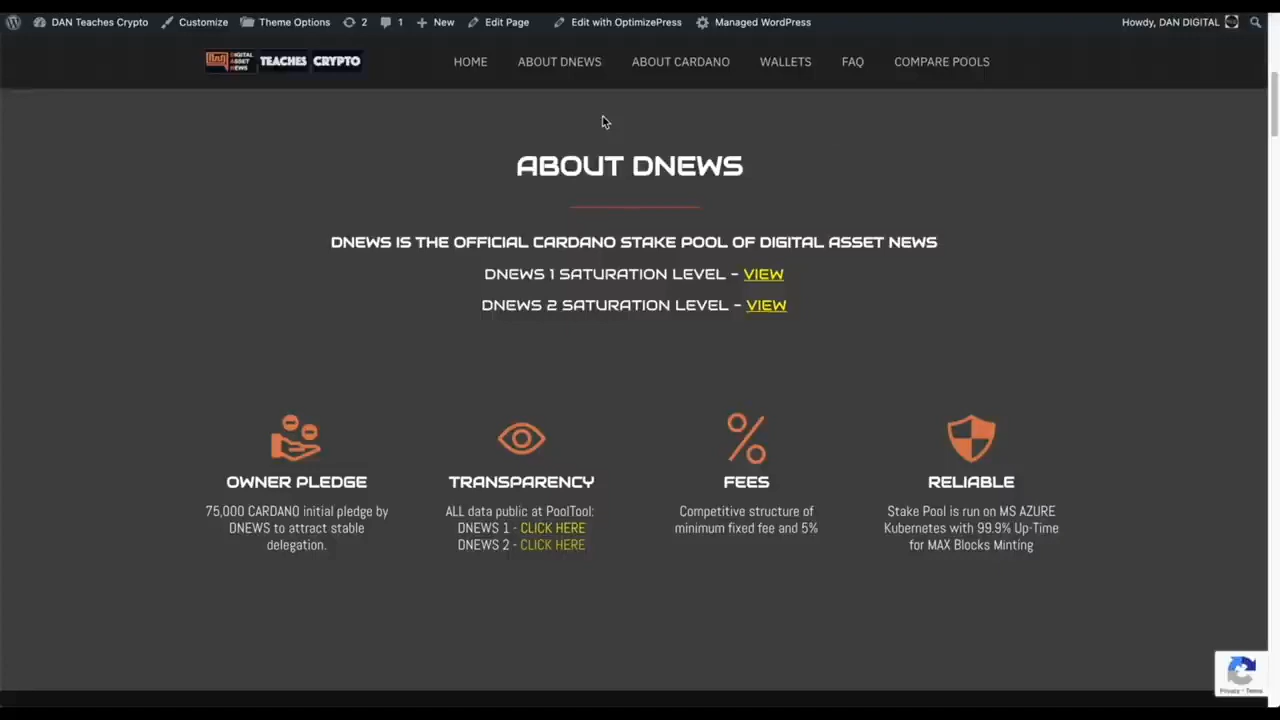 DAN Teaches Crypto Customize Theme Options 2 1 New Edit Page Edit with OptimizePress Managed WordPress Howdy, DAN DIGITAL
DIGITAL ASSET NEWS TEACHES CRYPTO
HOME ABOUT DNEWS ABOUT CARDANO WALLETS FAQ COMPARE POOLS
ABOUT DNEWS
DNEWS IS THE OFFICIAL CARDANO STAKE POOL OF DIGITAL ASSET NEWS
DNEWS 1 SATURATION LEVEL - VIEW
DNEWS 2 SATURATION LEVEL - VIEW
OWNER PLEDGE
75,000 CARDANO initial pledge by
DNEWS to attract stable
delegation.
TRANSPARENCY
ALL data public at PoolTool:
DNEWS 1 - CLICK HERE
DNEWS 2 - CLICK HERE
FEES
Competitive structure of
minimum fixed fee and 5%
RELIABLE
Stake Pool is run on MS AZURE
Kubernetes with 99.9% Up-Time
for MAX Blocks Minting
Privacy - Terms